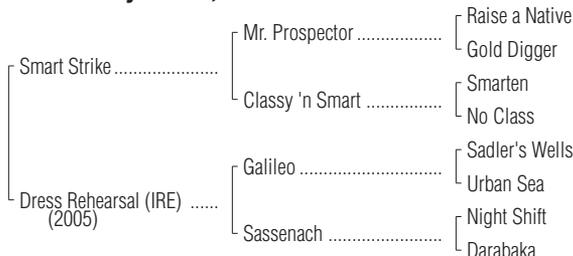 Raise a Native
Mr. Prospector ..................
Gold Digger
Smart Strike ......................
Smarten
Classy 'n Smart ................
No Class
Sadler's Wells
Galileo ............................
Urban Sea
Dress Rehearsal (IRE) ......
(2005)
Night Shift
Sassenach ......................
Darabaka